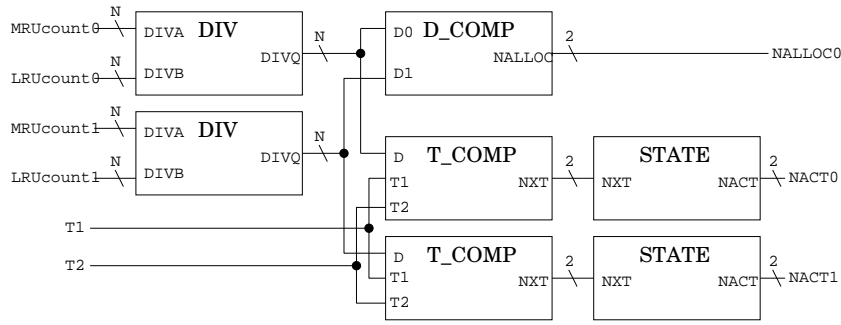 N
MRUcount0 DIVA DIV N D0 D_COMP 2
N DIVQ NALLOC NALLOC0
LRUcount0 DIVB D1
N
MRUcount1 DIVA DIV N
N DIVQ D T_COMP 2 STATE 2
LRUcount1 DIVB T1 NXT NXT NACT NACT0
T2
T1
D T_COMP 2 STATE 2
T2 T1 NXT NXT NACT NACT1
T2